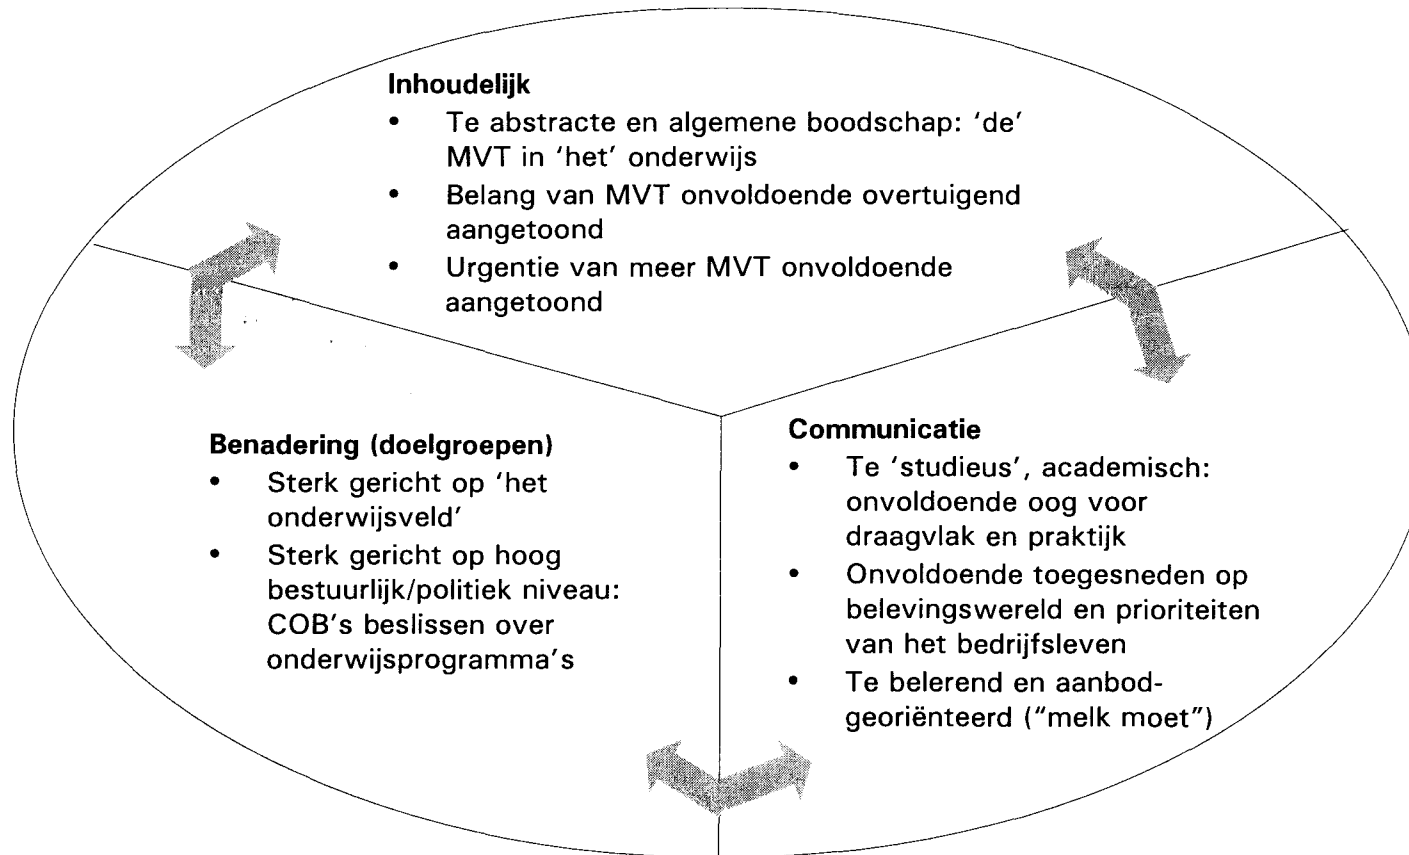 Inhoudelijk
• Te abstracte en algemene boodschap: ‘de’
MVT in ‘het’ onderwijs
• Belang van MVT onvoldoende overtuigend
aangetoond
• Urgentie van meer MVT onvoldoende
aangetoond
Benadering (doelgroepen)
• Sterk gericht op ‘het
onderwijsveld’
• Sterk gericht op hoog
bestuurlijk/politiek niveau:
COB’s beslissen over
onderwijsprogramma’s
Communicatie
• Te ‘studieus’, academisch:
onvoldoende oog voor
draagvlak en praktijk
• Onvoldoende toegesneden op
belevingswereld en prioriteiten
van het bedrijfsleven
• Te belerend en aanbod-
georiënteerd (“melk moet”)